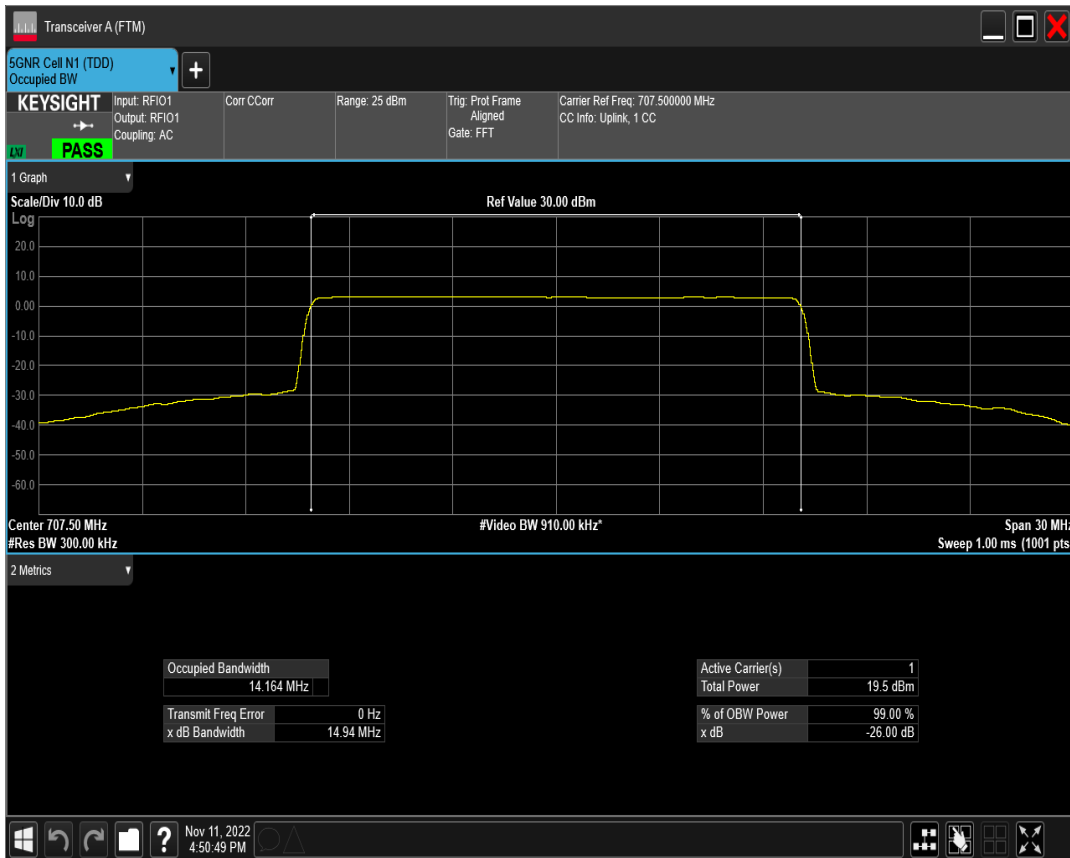 Transceiver A (FTM)
5GNR Cell N1 (TDD)
Occupied BW
+
KEYSIGHT
LXI
PASS
Input: RFIO1
Output: RFIO1
Coupling: AC
Corr CCorr
Range: 25 dBm
Trig: Prot Frame
Aligned
Gate: FFT
Carrier Ref Freq: 707.500000 MHz
CC Info: Uplink, 1 CC
1 Graph
Scale/Div 10.0 dB
Ref Value 30.00 dBm
Log
20.0
10.0
0.00
-10.0
-20.0
-30.0
-40.0
-50.0
-60.0
Center 707.50 MHz
#Video BW 910.00 kHz*
Span 30 MHz
#Res BW 300.00 kHz
Sweep 1.00 ms (1001 pts
2 Metrics
Occupied Bandwidth
14.164 MHz
Transmit Freq Error 0 Hz
x dB Bandwidth 14.94 MHz
Active Carrier(s) 1
Total Power 19.5 dBm
% of OBW Power 99.00 %
x dB -26.00 dB
?
Nov 11, 2022
4:50:49 PM